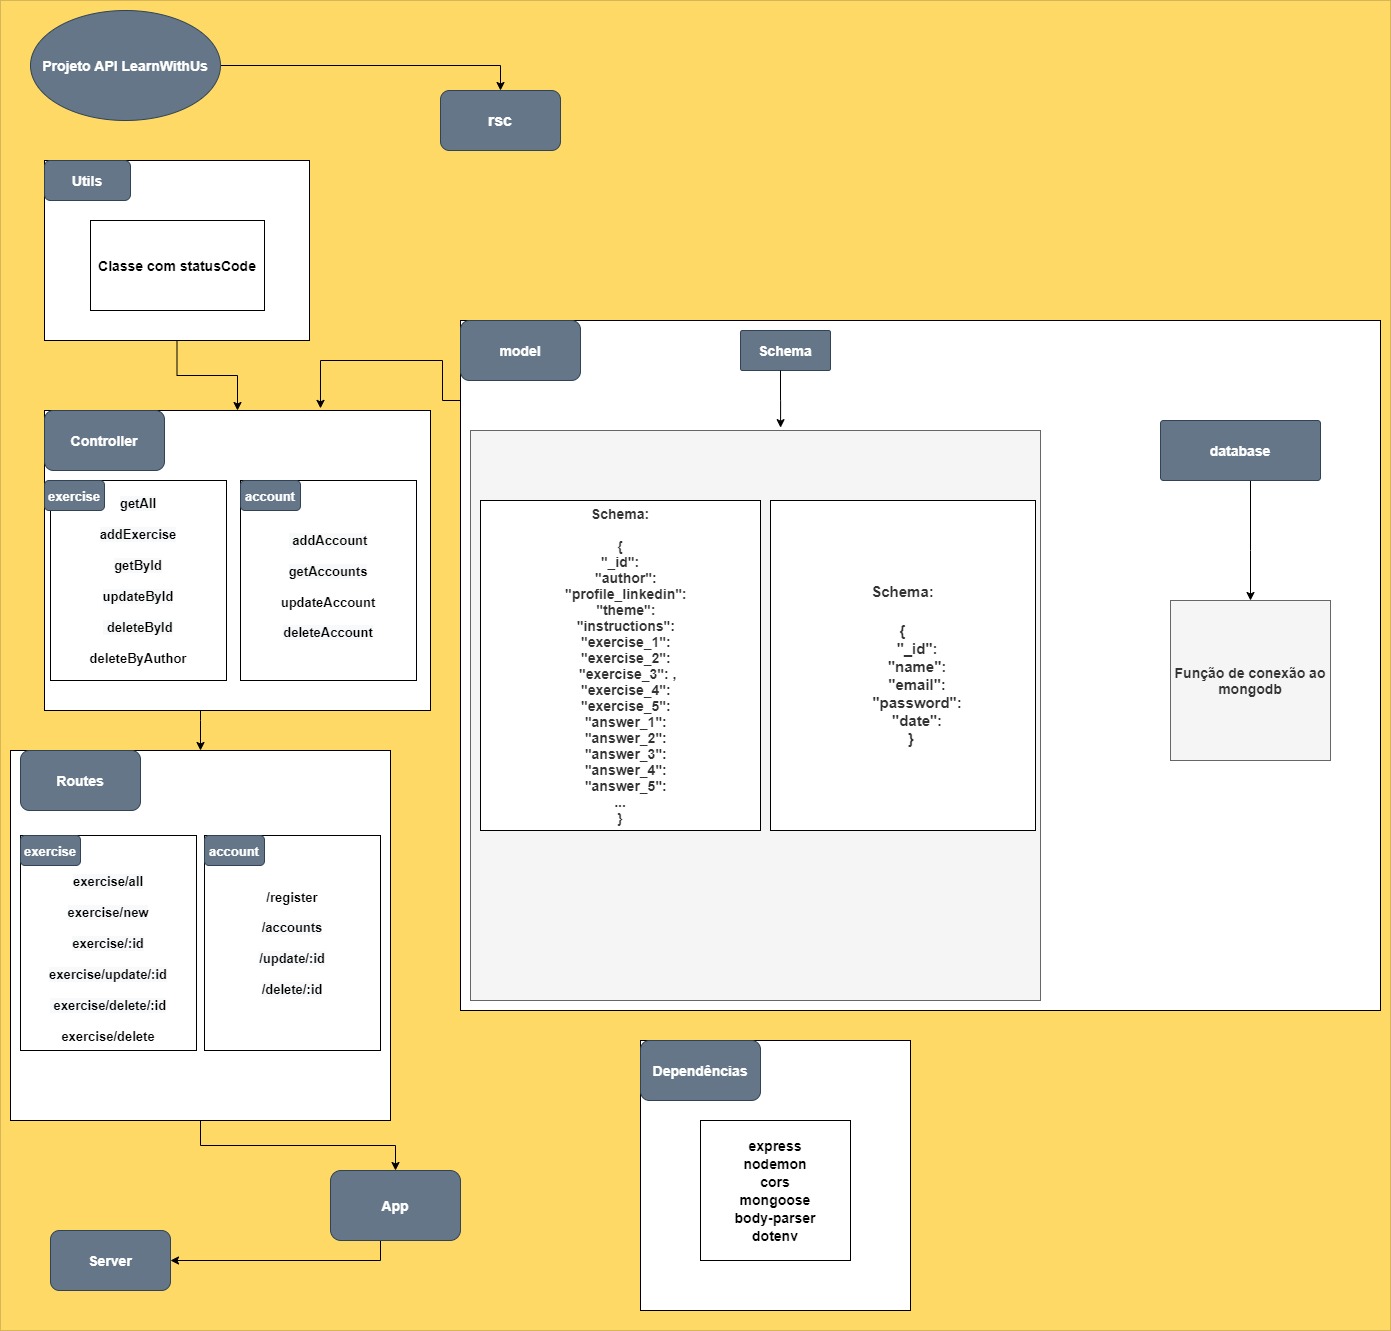 Projeto API LearnWithUs
rsc
Utils
Classe com statusCode
Controller
exercise
getAll
addExercise
getById
updateById
deleteById
deleteByAuthor
account
addAccount
getAccounts
updateAccount
deleteAccount
model
Schema
Schema:
{
"_id":
"author":
"profile_linkedin":
"theme":
"instructions":
"exercise_1":
"exercise_2":
"exercise_3": ,
"exercise_4":
"exercise_5":
"answer_1":
"answer_2":
"answer_3":
"answer_4":
"answer_5":
...
}
Schema:
{
"_id":
"name":
"email":
"password":
"date":
}
database
Função de conexão ao
mongodb
Routes
exercise
exercise/all
exercise/new
exercise/:id
exercise/update/:id
exercise/delete/:id
exercise/delete
account
/register
/accounts
/update/:id
/delete/:id
App
Server
Dependências
express
nodemon
cors
mongoose
body-parser
dotenv